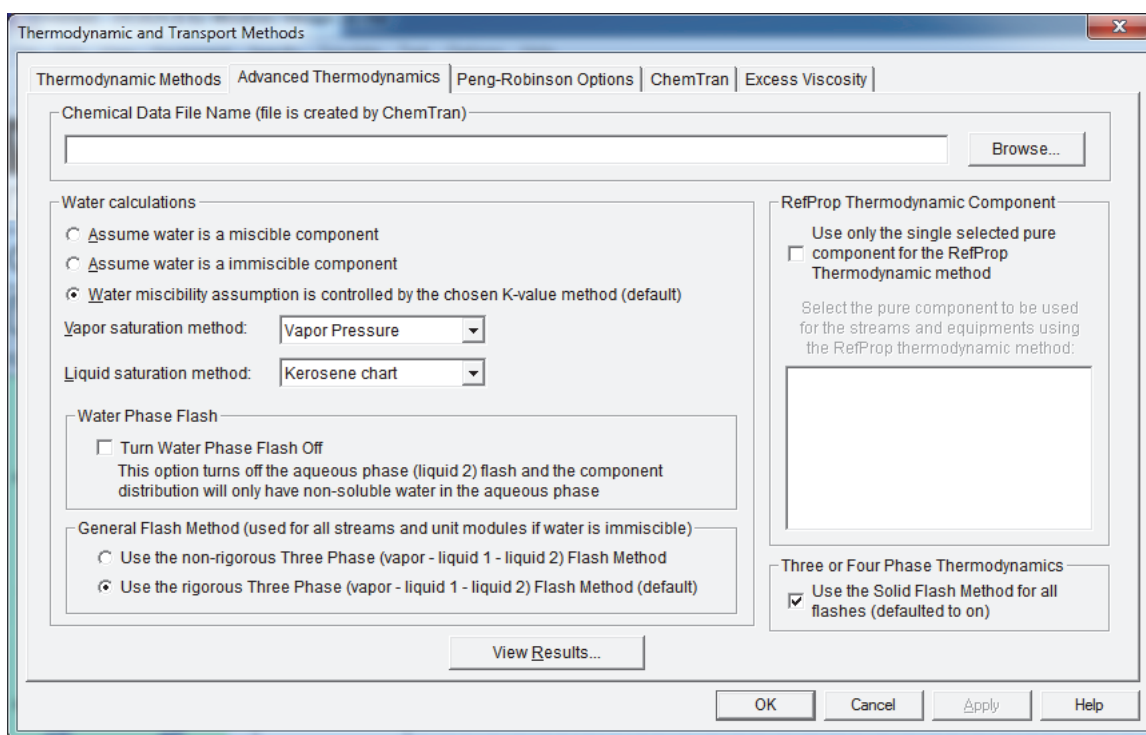 Thermodynamic and Transport Methods
Thermodynamic Methods
Advanced Thermodynamics
Peng-Robinson Options
ChemTran
Excess Viscosity
Chemical Data File Name (file is created by ChemTran)
Browse...
Water calculations
Assume water is a miscible component
Assume water is a immiscible component
Water miscibility assumption is controlled by the chosen K-value method (default)
Vapor saturation method:
Vapor Pressure
Liquid saturation method:
Kerosene chart
Water Phase Flash
Turn Water Phase Flash Off
This option turns off the aqueous phase (liquid 2) flash and the component
distribution will only have non-soluble water in the aqueous phase
General Flash Method (used for all streams and unit modules if water is immiscible)
Use the non-rigorous Three Phase (vapor - liquid 1 - liquid 2) Flash Method
Use the rigorous Three Phase (vapor - liquid 1 - liquid 2) Flash Method (default)
RefProp Thermodynamic Component
Use only the single selected pure
component for the RefProp
Thermodynamic method
Select the pure component to be used
for the streams and equipments using
the RefProp thermodynamic method:
Three or Four Phase Thermodynamics
Use the Solid Flash Method for all
flashes (defaulted to on)
View Results...
OK
Cancel
Apply
Help